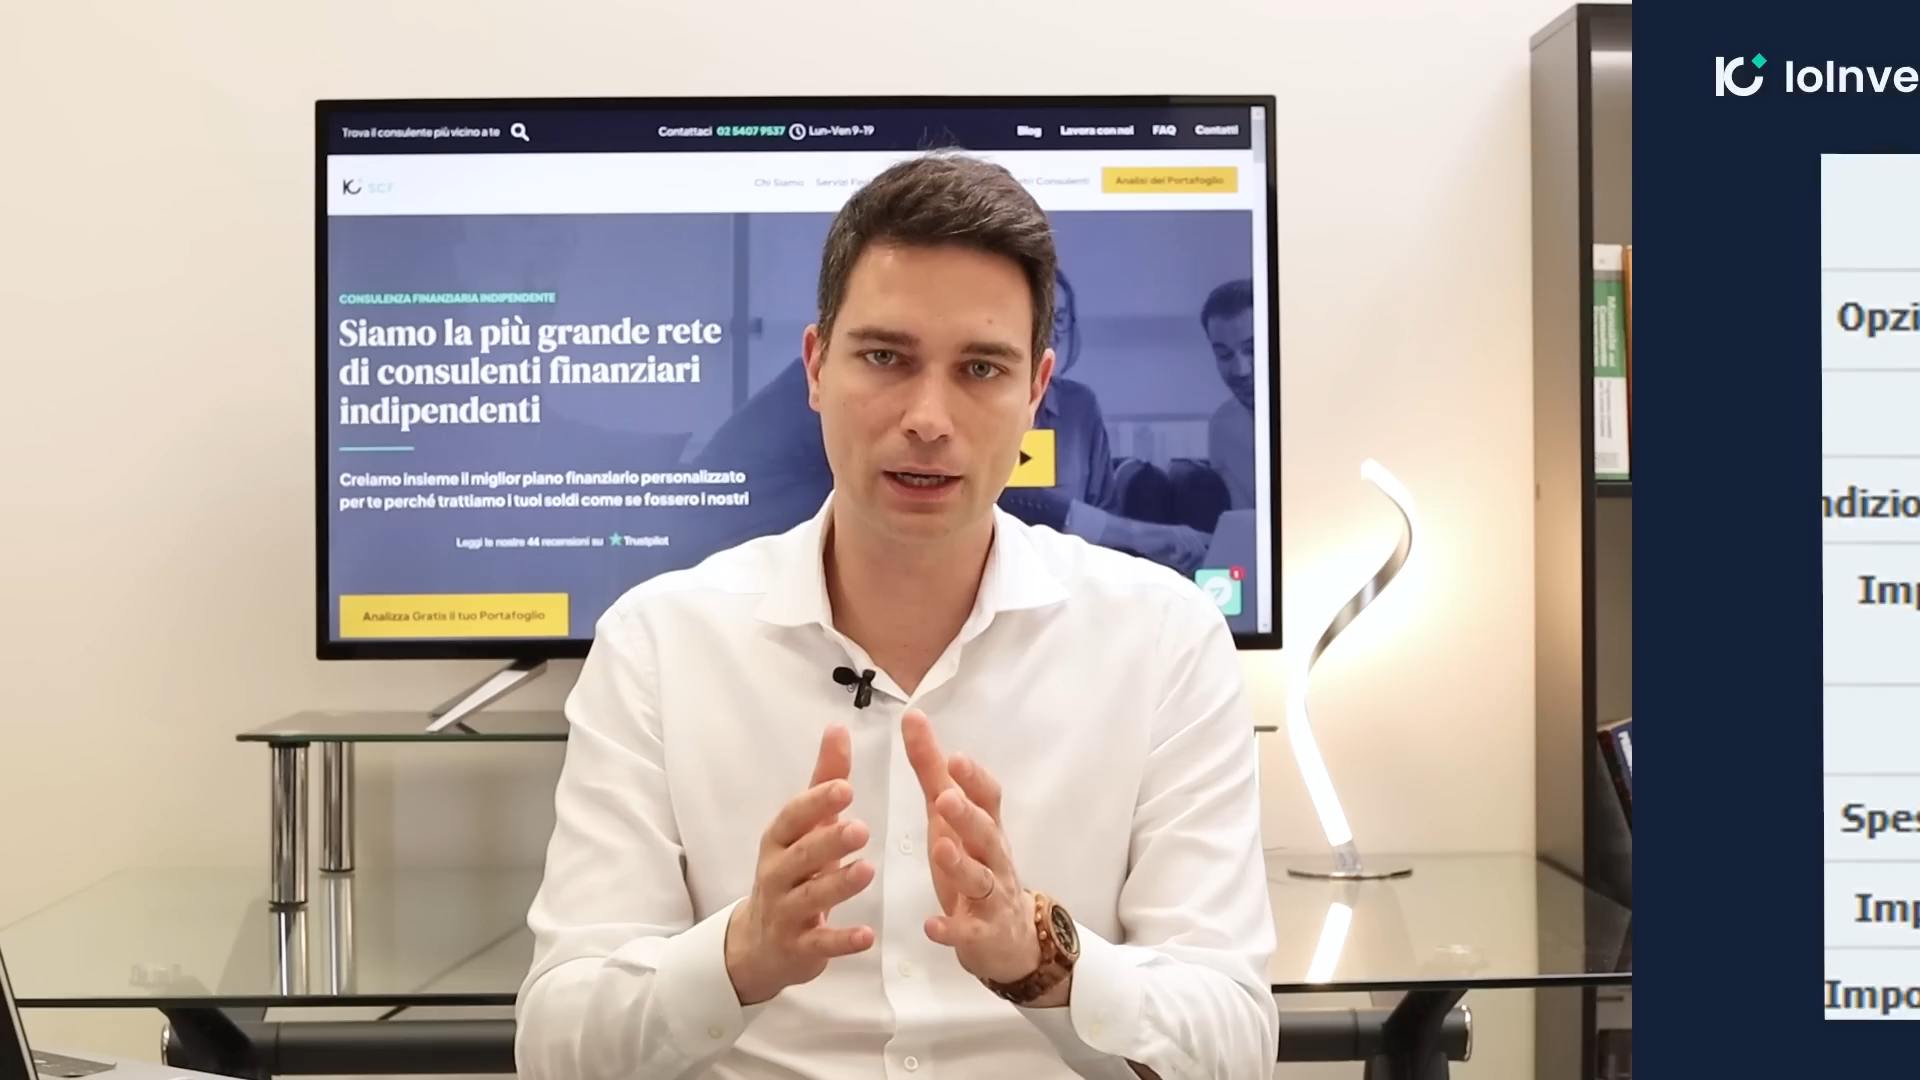 Trova il consulente più vicino a te
Contattaci 02 5407 9537 Lun-Ven 9-19
Blog Lavora con noi FAQ Contatti
SCF
Chi Siamo Servizi Consulenti
Analisi del Portafoglio
CONSULENZA FINANZIARIA INDIPENDENTE
Siamo la più grande rete
di consulenti finanziari
indipendenti
Creiamo insieme il miglior piano finanziario personalizzato
per te perché trattiamo i tuoi soldi come se fossero i nostri
Leggi le nostre 44 recensioni su Trustpilot
Analizza Gratis il tuo Portafoglio
IoInve
Opzi
ndizio
Imp
Spes
Imp
Impo